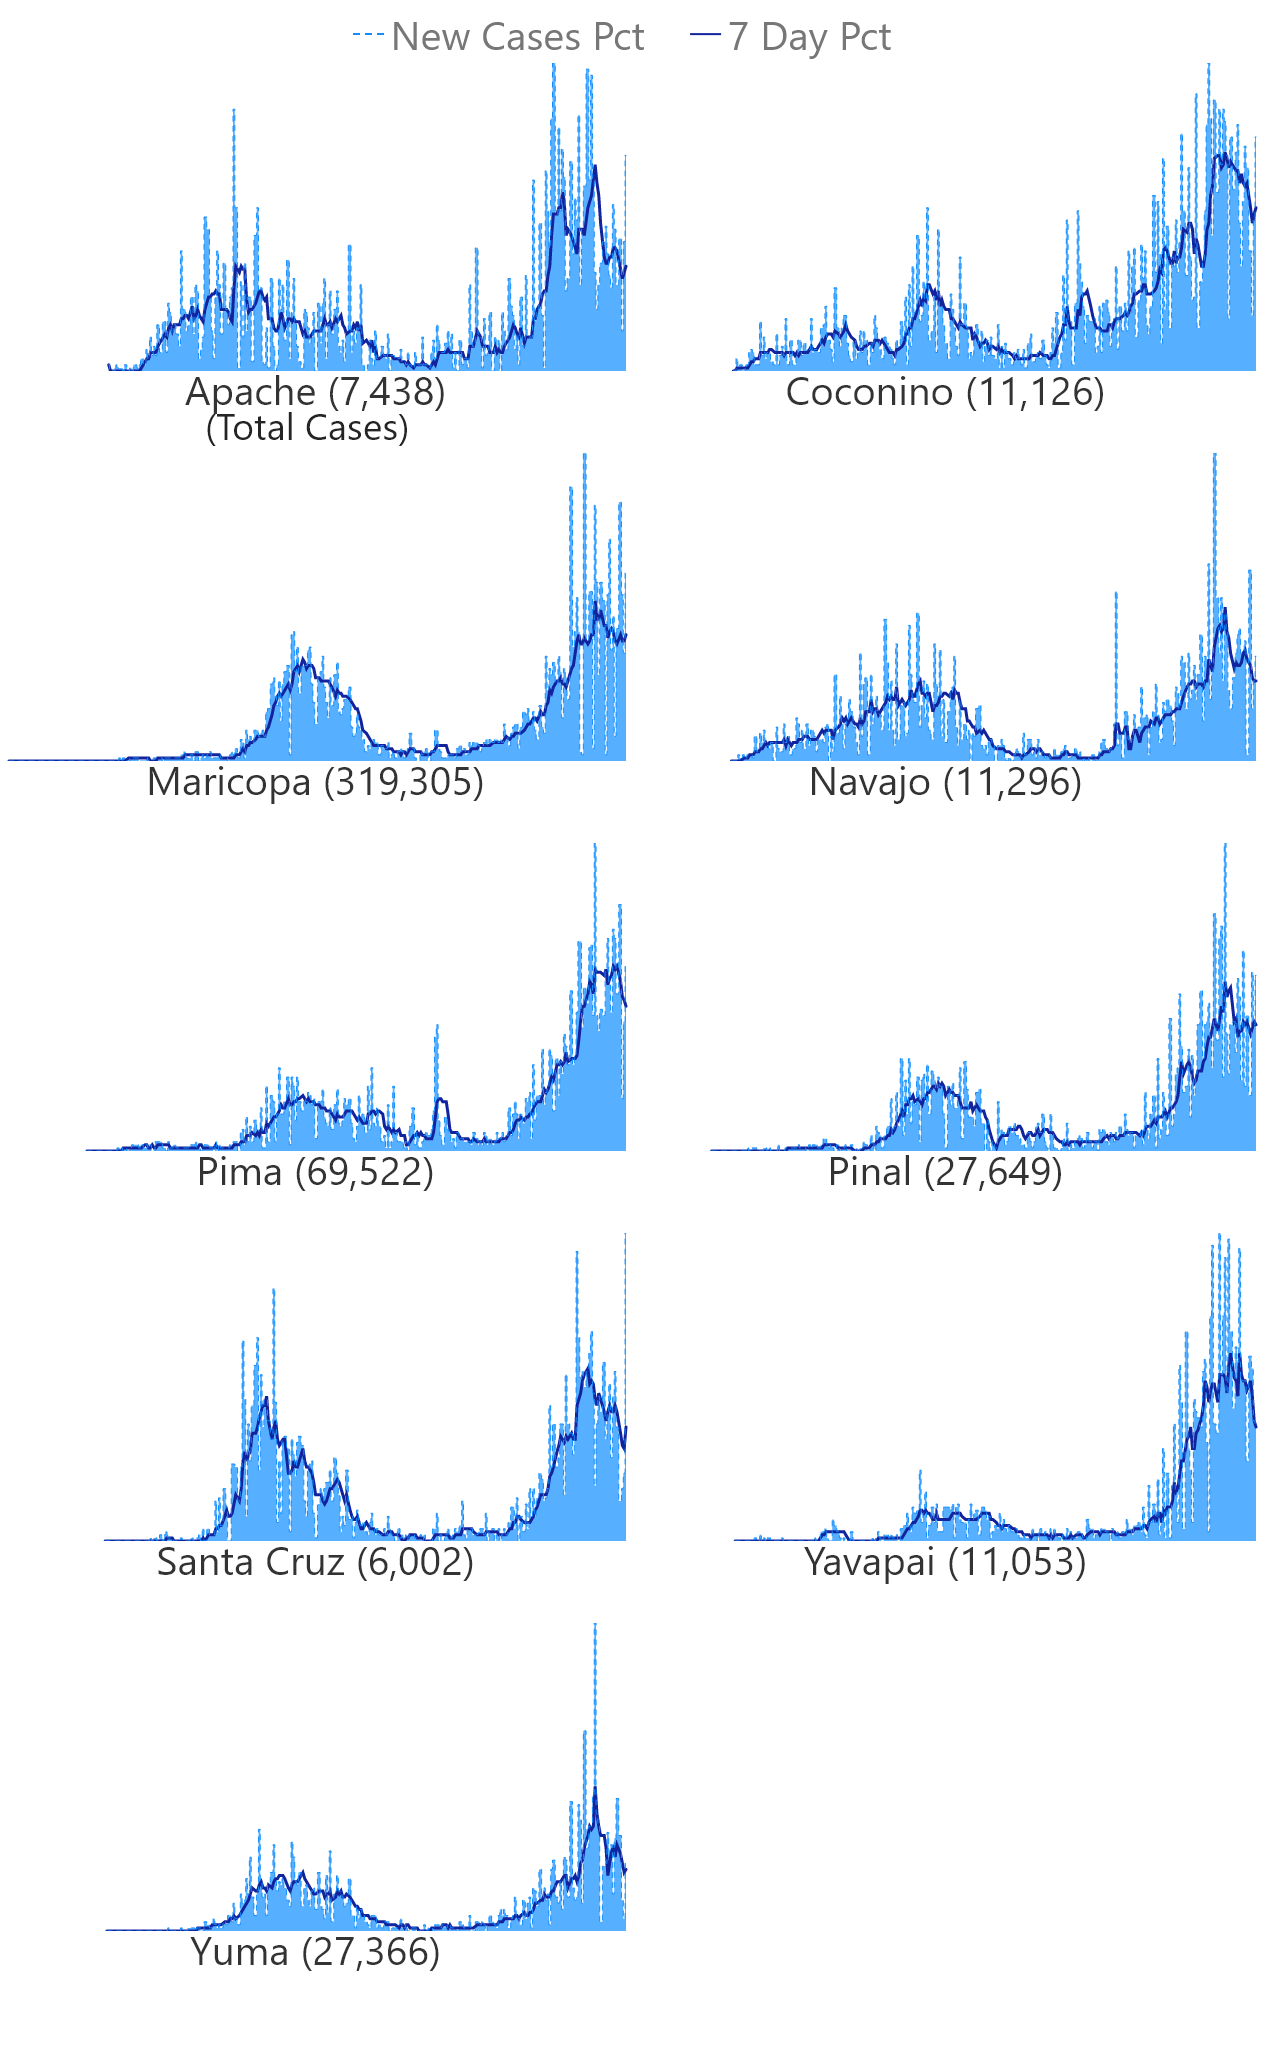 New Cases Pct 7 Day Pct
Apache (7,438) Coconino (11,126)
(Total Cases)
Maricopa (319,305) Navajo (11,296)
Pima (69,522) Pinal (27,649)
Santa Cruz (6,002) Yavapai (11,053)
Yuma (27,366)